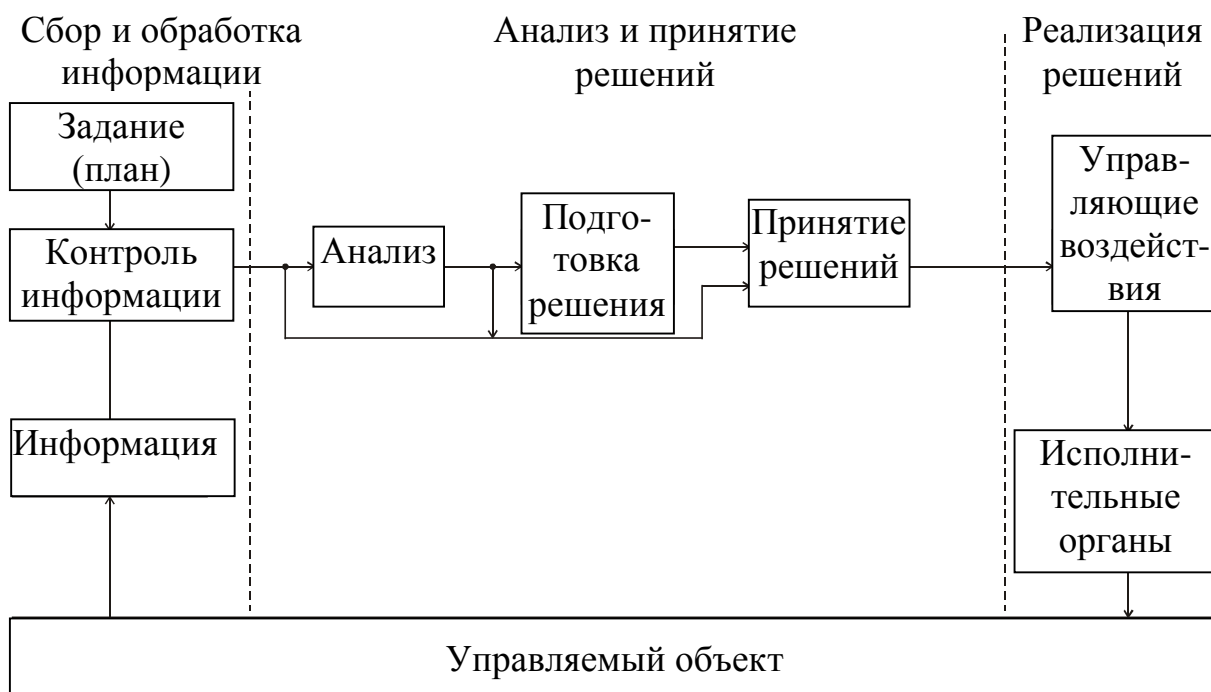 Сбор и обработка
информации
Анализ и принятие
решений
Реализация
решений
Задание
(план)
Контроль
информации
Информация
Анализ
Подго-
товка
решения
Принятие
решений
Управ-
ляющие
воздейст-
вия
Исполни-
тельные
органы
Управляемый объект